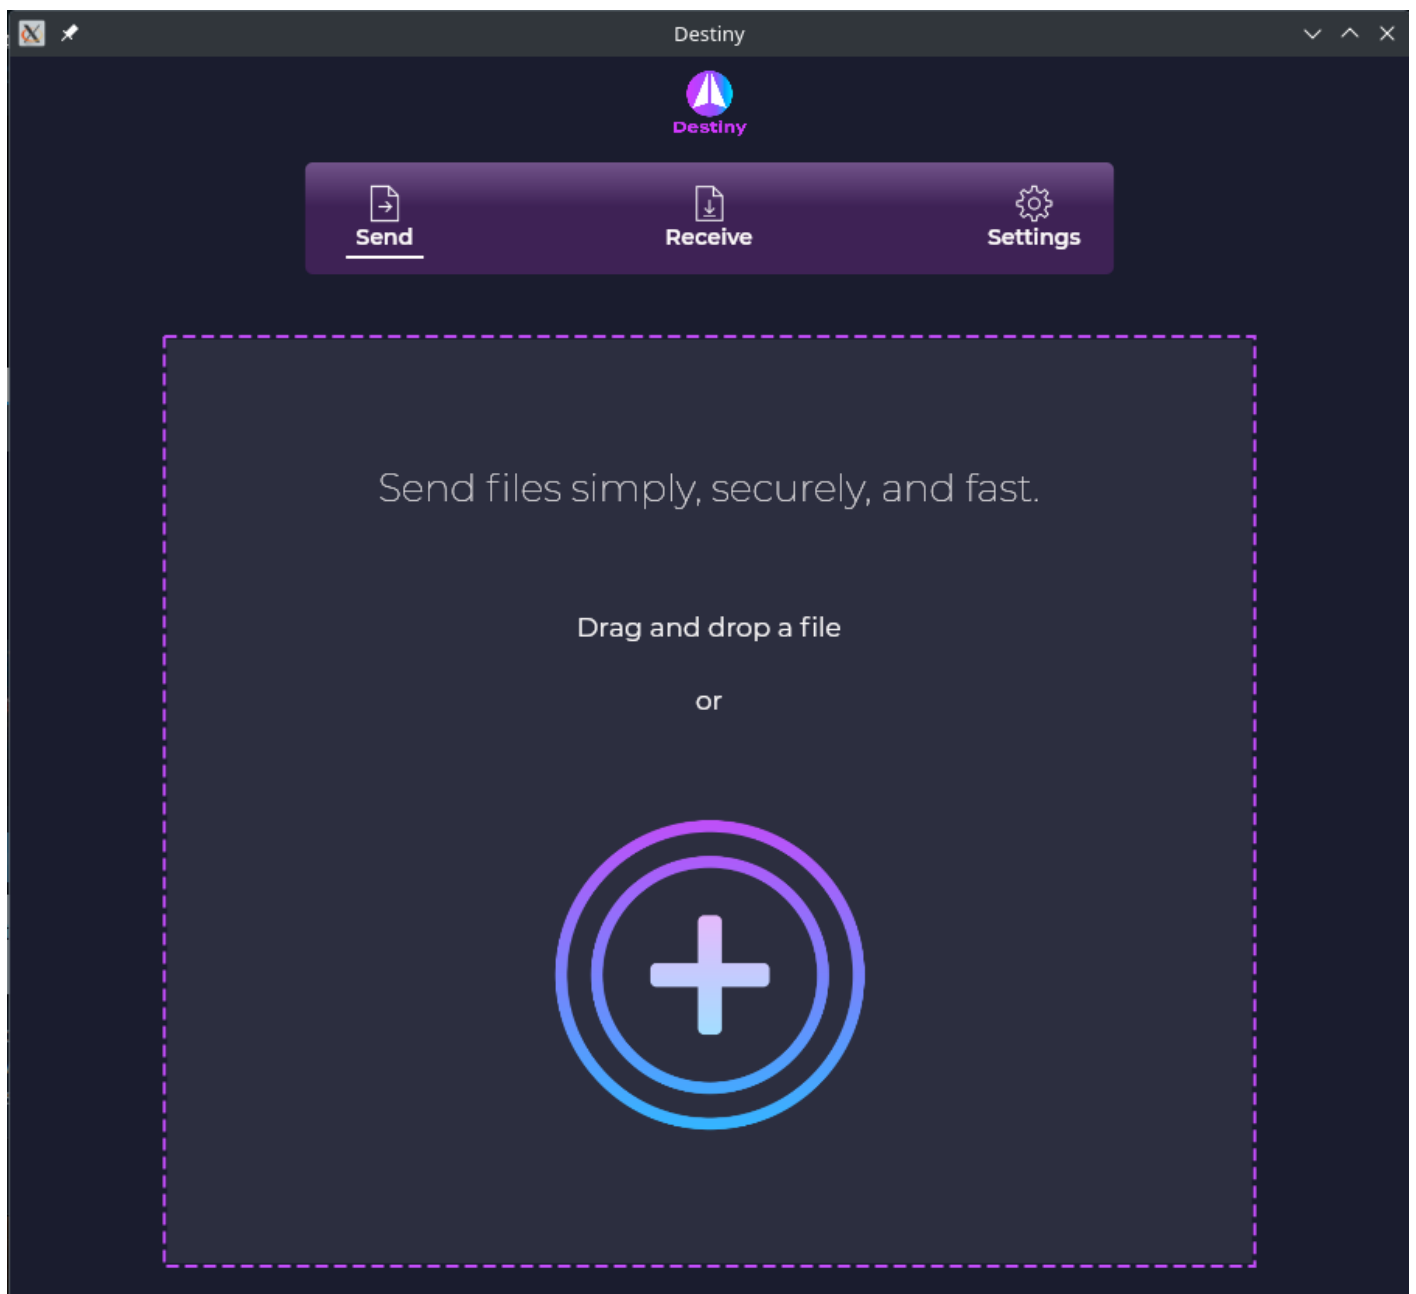 Destiny
Destiny
Send
Receive
Settings
Send files simply, securely, and fast.
Drag and drop a file
or